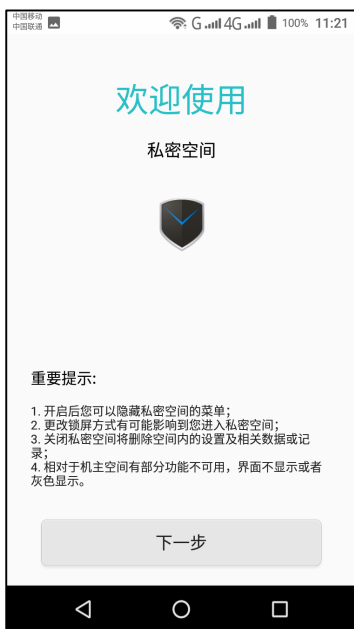 中国移动
中国联通
G 4G 100% 11:21
欢迎使用
私密空间
重要提示:
1. 开启后您可以隐藏私密空间的菜单；
2. 更改锁屏方式有可能影响到您进入私密空间；
3. 关闭私密空间将删除空间内的设置及相关数据或记
录；
4. 相对于机主空间有部分功能不可用，界面不显示或者
灰色显示。
下一步